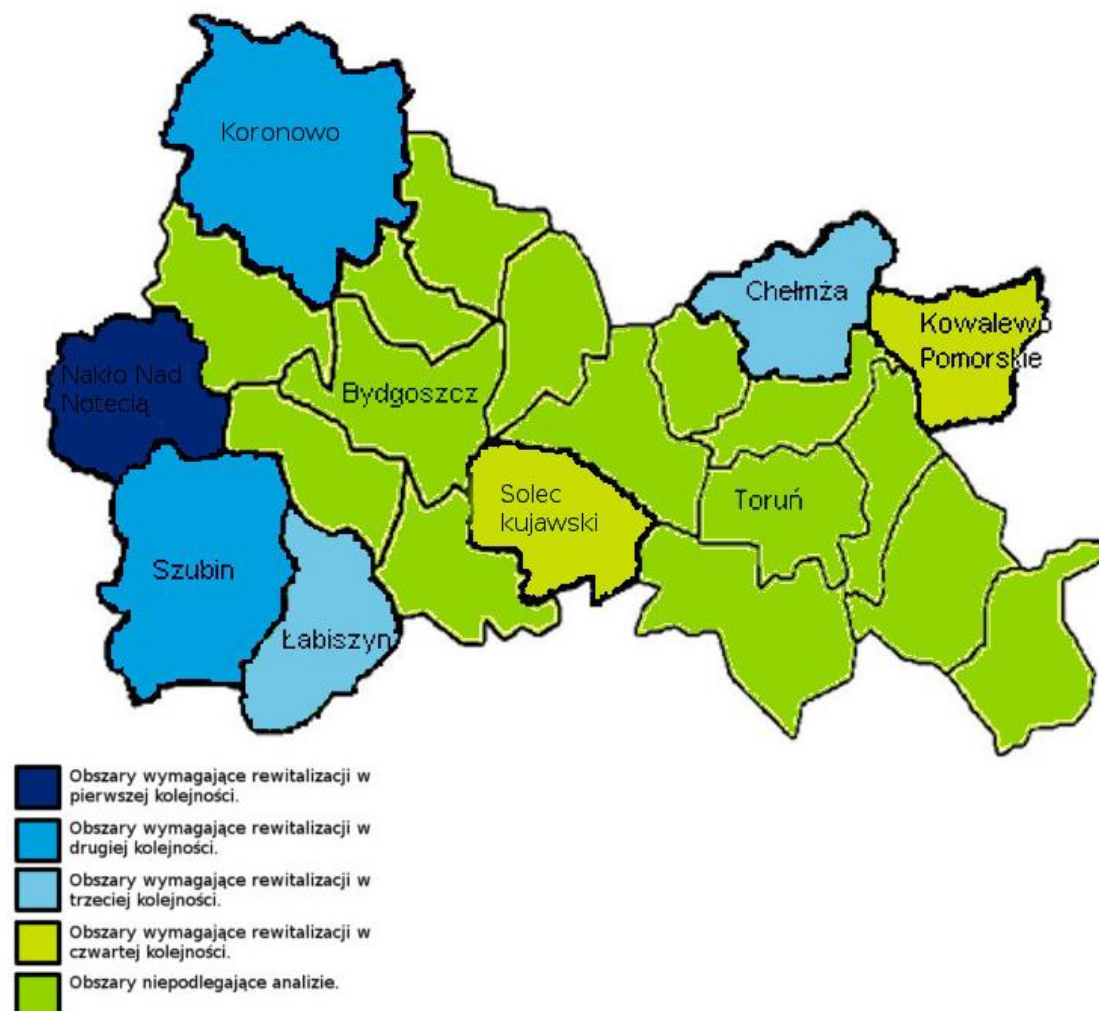 Koronowo
Chełmża
Kowalewo
Pomorskie
Nakło Nad
Notecią
Bydgoszcz
Solec
kujawski
Toruń
Szubin
Łabiszyn
Obszary wymagające rewitalizacji w
pierwszej kolejności.
Obszary wymagające rewitalizacji w
drugiej kolejności.
Obszary wymagające rewitalizacji w
trzeciej kolejności.
Obszary wymagające rewitalizacji w
czwartej kolejności.
Obszary niepodlegające analizie.